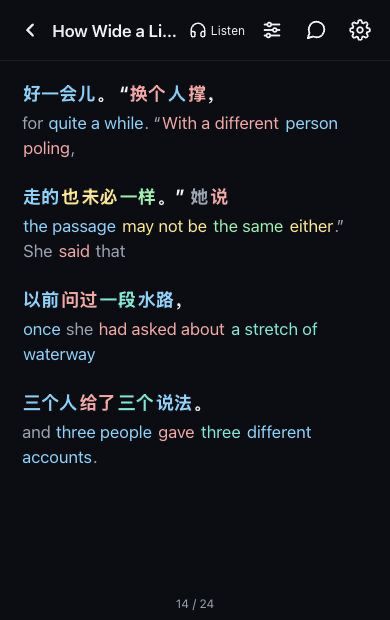 How Wide a Li... Listen
好一会儿。“换个人撑，
for quite a while. “With a different person
poling,
走的也未必一样。”她说
the passage may not be the same either.”
She said that
以前问过一段水路，
once she had asked about a stretch of
waterway
三个人给了三个说法。
and three people gave three different
accounts.
14 / 24